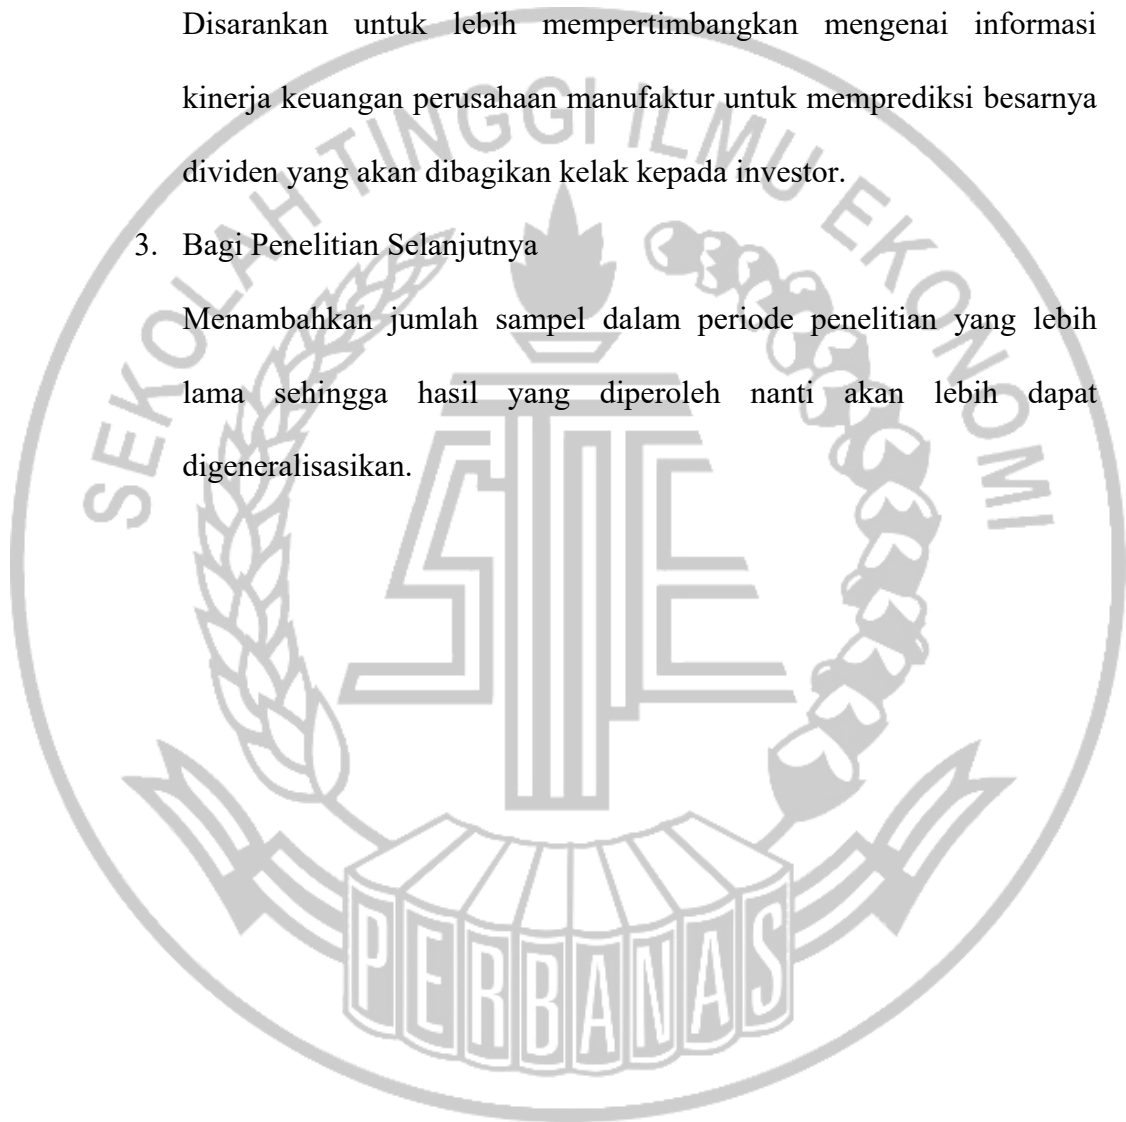 Disarankan untuk lebih mempertimbangkan mengenai informasi
kinerja keuangan perusahaan manufaktur untuk memprediksi besarnya
dividen yang akan dibagikan kelak kepada investor.
3. Bagi Penelitian Selanjutnya
Menambahkan jumlah sampel dalam periode penelitian yang lebih
lama sehingga hasil yang diperoleh nanti akan lebih dapat
digeneralisasikan.
SEKOLAH TINGGI ILMU EKONOMI
STIE
PERBANAS